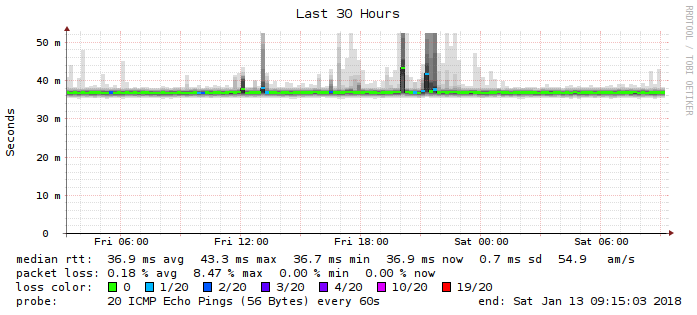 Last 30 Hours
RRDTOOL / TOBI OETIKER
Seconds
50 m
40 m
30 m
20 m
10 m
0
Fri 06:00 Fri 12:00 Fri 18:00 Sat 00:00 Sat 06:00
median rtt: 36.9 ms avg 43.3 ms max 36.7 ms min 36.9 ms now 0.7 ms sd 54.9 am/s
packet loss: 0.18 % avg 8.47 % max 0.00 % min 0.00 % now
loss color: 0 1/20 2/20 3/20 4/20 10/20 19/20
probe: 20 ICMP Echo Pings (56 Bytes) every 60s end: Sat Jan 13 09:15:03 2018